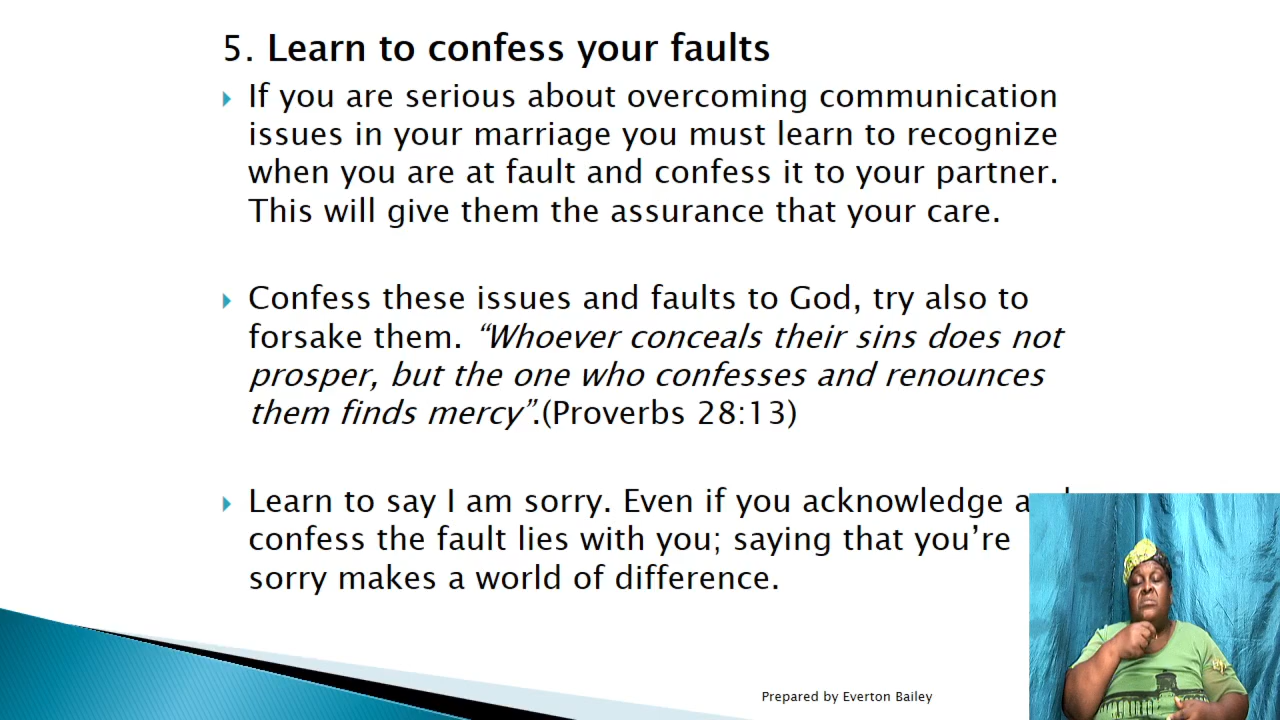 5. Learn to confess your faults
If you are serious about overcoming communication
issues in your marriage you must learn to recognize
when you are at fault and confess it to your partner.
This will give them the assurance that your care.
Confess these issues and faults to God, try also to
forsake them. “Whoever conceals their sins does not
prosper, but the one who confesses and renounces
them finds mercy”.(Proverbs 28:13)
Learn to say I am sorry. Even if you acknowledge
confess the fault lies with you; saying that you’re
sorry makes a world of difference.
Prepared by Everton Bailey